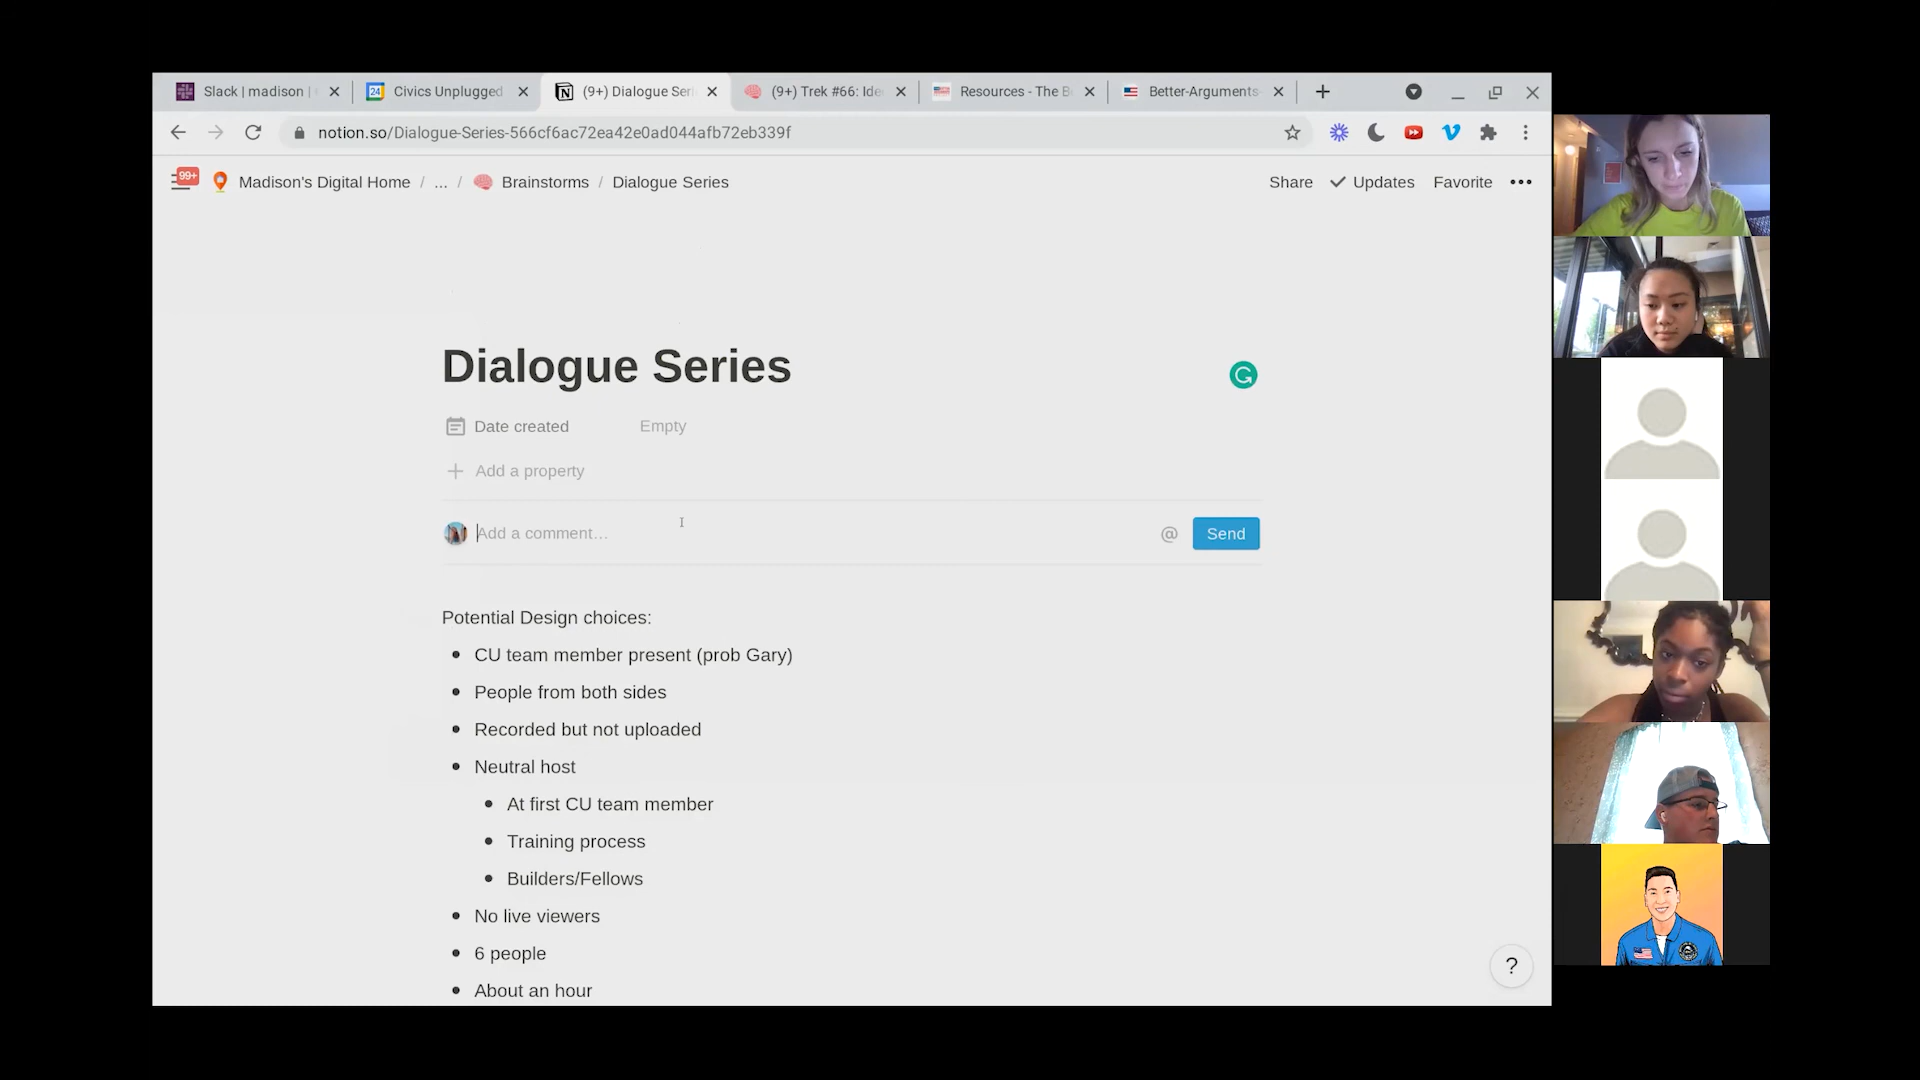 Slack | madison |
24 Civics Unplugged
(9+) Dialogue Seri
(9+) Trek #66: Ide
Resources - The B
Better-Arguments-
notion.so/Dialogue-Series-566cf6ac72ea42e0ad044afb72eb339f
99+
Madison's Digital Home / ... / Brainstorms / Dialogue Series
Share Updates Favorite •••
Dialogue Series
Date created Empty
Add a property
Add a comment...
@ Send
Potential Design choices:
• CU team member present (prob Gary)
• People from both sides
• Recorded but not uploaded
• Neutral host
• At first CU team member
• Training process
• Builders/Fellows
• No live viewers
• 6 people
• About an hour
?